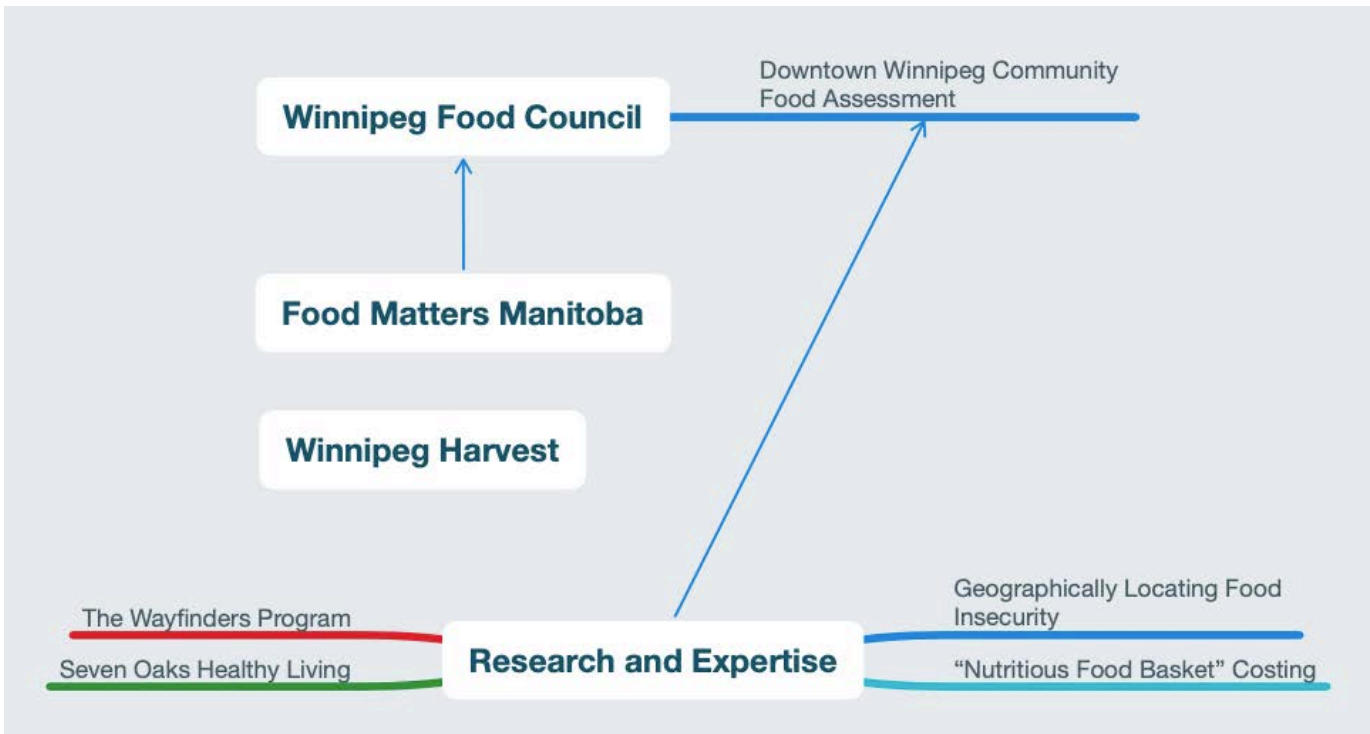 Downtown Winnipeg Community
Food Assessment
Winnipeg Food Council
Food Matters Manitoba
Winnipeg Harvest
The Wayfinders Program
Seven Oaks Healthy Living
Research and Expertise
Geographically Locating Food
Insecurity
“Nutritious Food Basket” Costing